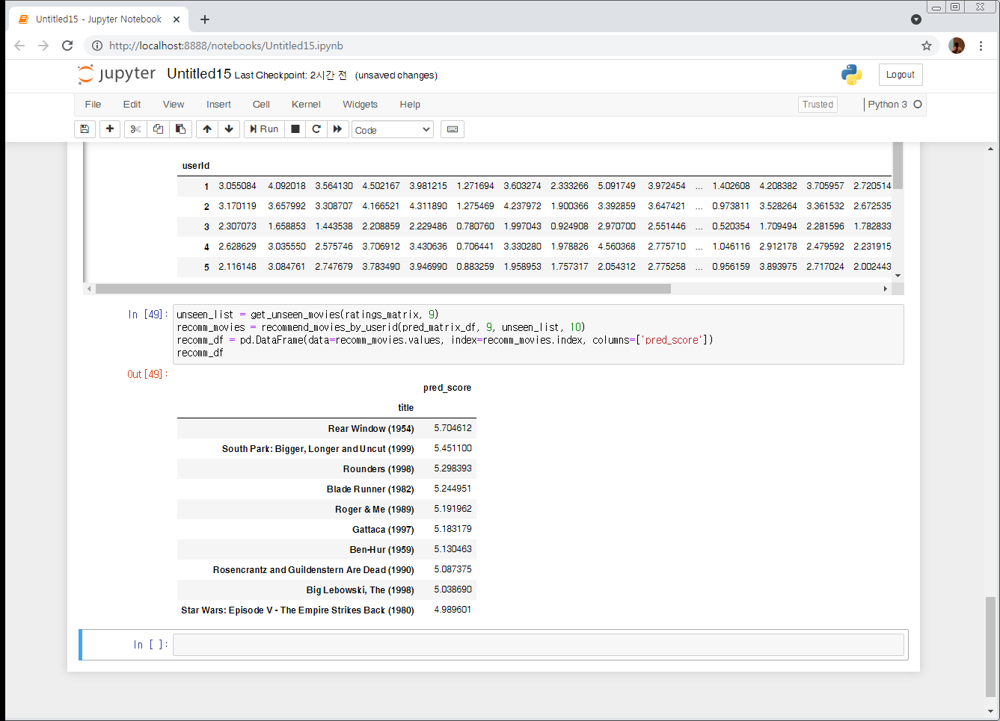 Untitled15 - Jupyter Notebook
http://localhost:8888/notebooks/Untitled15.ipynb
jupyter Untitled15 Last Checkpoint: 2시간 전 (unsaved changes)
Logout
File Edit View Insert Cell Kernel Widgets Help
Trusted Python 3
Run Code
userId
1 3.055084 4.092018 3.564130 4.502167 3.981215 1.271694 3.603274 2.333266 5.091749 3.972454 ... 1.402608 4.208382 3.705957 2.720514
2 3.170119 3.657992 3.308707 4.166521 4.311890 1.275469 4.237972 1.900366 3.392859 3.647421 ... 0.973811 3.528264 3.361532 2.672535
3 2.307073 1.658853 1.443538 2.208859 2.229486 0.780760 1.997043 0.924908 2.970700 2.551446 ... 0.520354 1.709494 2.281596 1.782833
4 2.628629 3.035550 2.575746 3.706912 3.430636 0.706441 3.330280 1.978826 4.560368 2.775710 ... 1.046116 2.912178 2.479592 2.231915
5 2.116148 3.084761 2.747679 3.783490 3.946990 0.883259 1.958953 1.757317 2.054312 2.775258 ... 0.956159 3.893975 2.717024 2.002443
In [49]: unseen_list = get_unseen_movies(ratings_matrix, 9)
recomm_movies = recommend_movies_by_userid(pred_matrix_df, 9, unseen_list, 10)
recomm_df = pd.DataFrame(data=recomm_movies.values, index=recomm_movies.index, columns=['pred_score'])
recomm_df
Out[49]:
pred_score
title
Rear Window (1954) 5.704612
South Park: Bigger, Longer and Uncut (1999) 5.451100
Rounders (1998) 5.298393
Blade Runner (1982) 5.244951
Roger & Me (1989) 5.191962
Gattaca (1997) 5.183179
Ben-Hur (1959) 5.130463
Rosencrantz and Guildenstern Are Dead (1990) 5.087375
Big Lebowski, The (1998) 5.038690
Star Wars: Episode V - The Empire Strikes Back (1980) 4.989601
In [ ]: